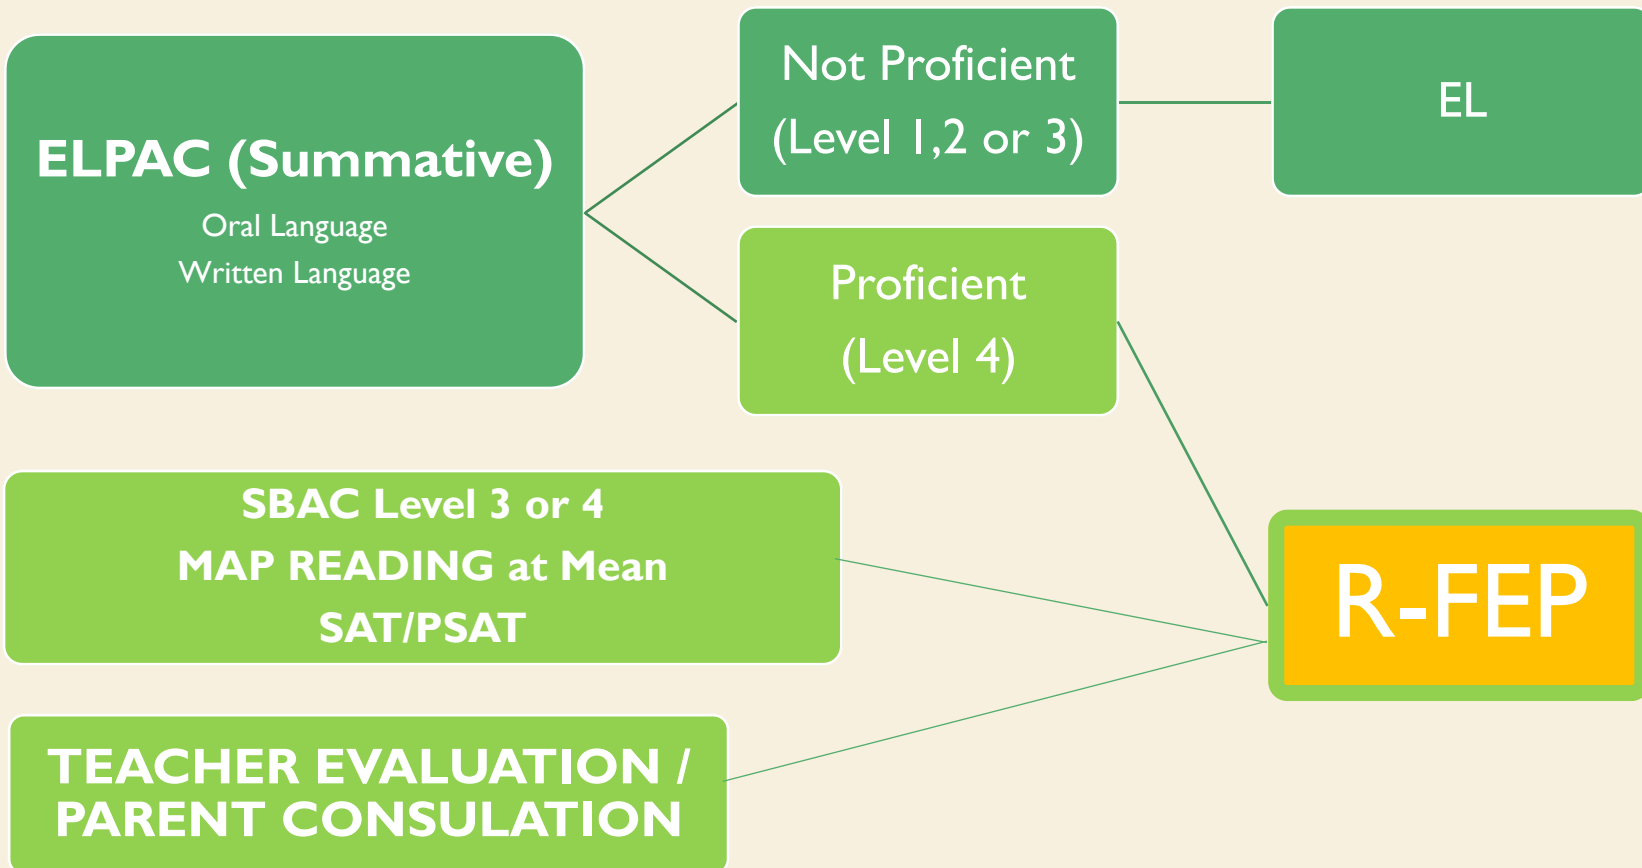 ELPAC (Summative)
Oral Language
Written Language
Not Proficient
(Level 1,2 or 3)
EL
Proficient
(Level 4)
SBAC Level 3 or 4
MAP READING at Mean
SAT/PSAT
R-FEP
TEACHER EVALUATION /
PARENT CONSULATION